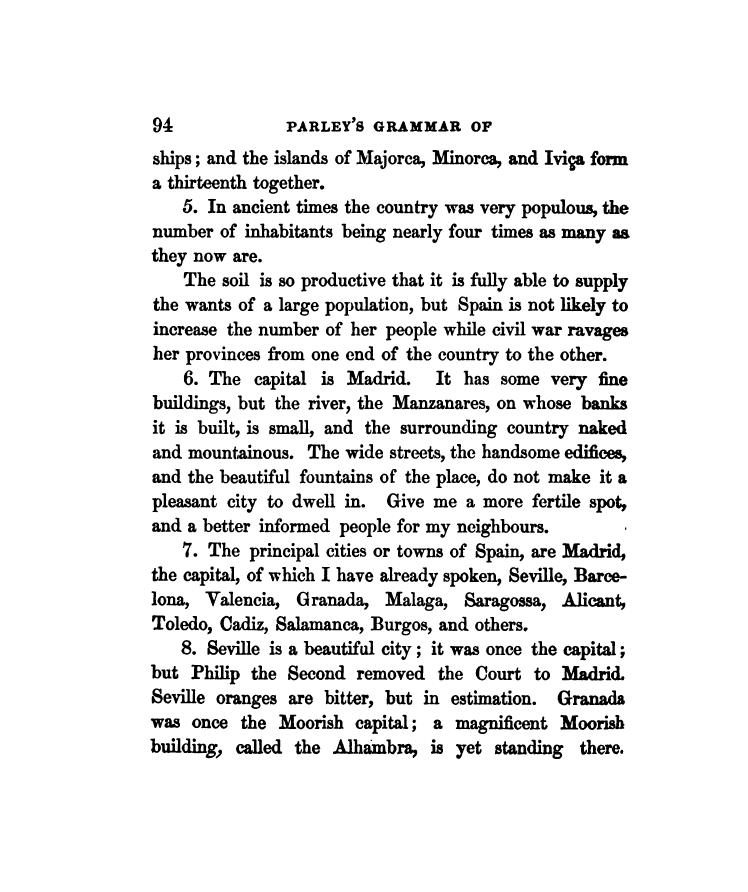 94 PARLEY'S GRAMMAR OF
ships; and the islands of Majorca, Minorca, and Iviça form
a thirteenth together.
5. In ancient times the country was very populous, the
number of inhabitants being nearly four times as many as
they now are.
The soil is so productive that it is fully able to supply
the wants of a large population, but Spain is not likely to
increase the number of her people while civil war ravages
her provinces from one end of the country to the other.
6. The capital is Madrid. It has some very fine
buildings, but the river, the Manzanares, on whose banks
it is built, is small, and the surrounding country naked
and mountainous. The wide streets, the handsome edifices,
and the beautiful fountains of the place, do not make it a
pleasant city to dwell in. Give me a more fertile spot,
and a better informed people for my neighbours.
7. The principal cities or towns of Spain, are Madrid,
the capital, of which I have already spoken, Seville, Barce-
lona, Valencia, Granada, Malaga, Saragossa, Alicant,
Toledo, Cadiz, Salamanca, Burgos, and others.
8. Seville is a beautiful city; it was once the capital;
but Philip the Second removed the Court to Madrid.
Seville oranges are bitter, but in estimation. Granada
was once the Moorish capital; a magnificent Moorish
building, called the Alhambra, is yet standing there.